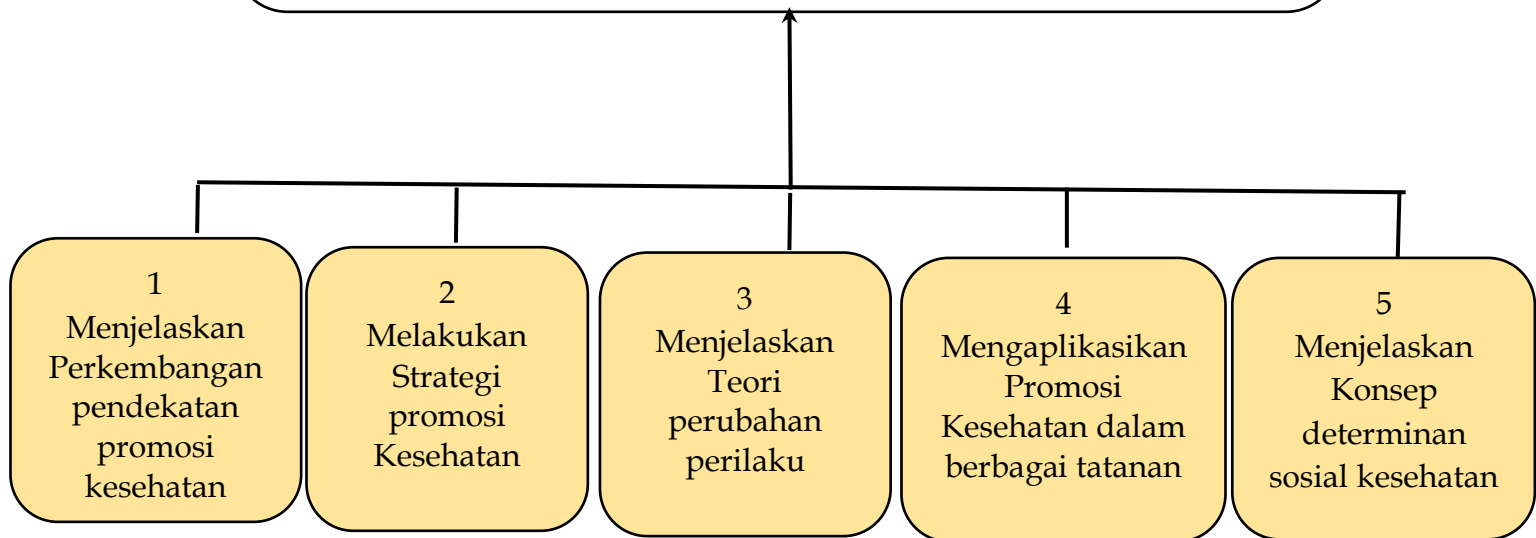 1
Menjelaskan
Perkembangan
pendekatan
promosi
kesehatan
2
Melakukan
Strategi
promosi
Kesehatan
3
Menjelaskan
Teori
perubahan
perilaku
4
Mengaplikasikan
Promosi
Kesehatan dalam
berbagai tatanan
5
Menjelaskan
Konsep
determinan
sosial kesehatan